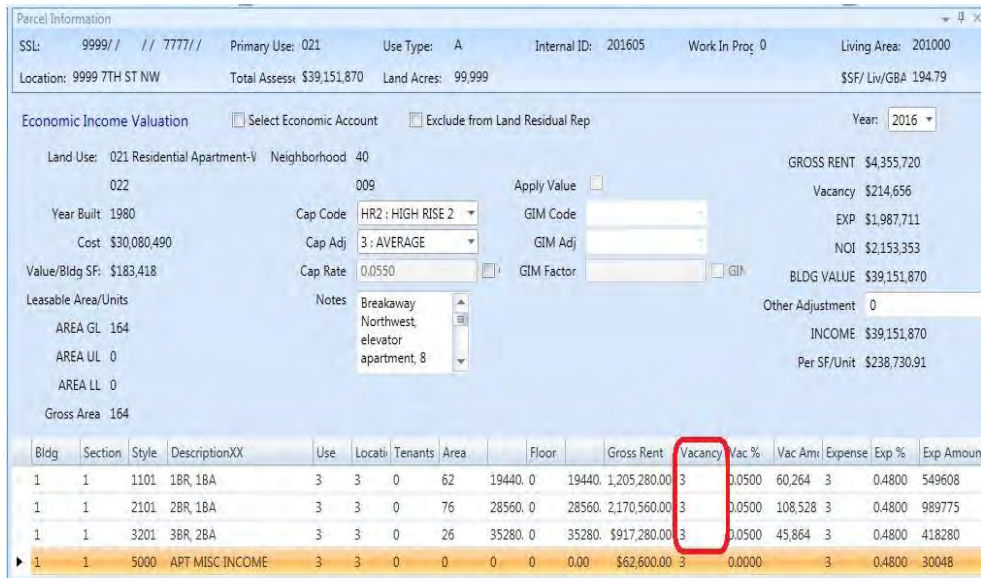 Parcel Information
SSL: 9999/ / / / 7777/ / Primary Use: 021 Use Type: A Internal ID: 201605 Work In Proc 0 Living Area: 201000
Location: 9999 7TH ST NW Total Assess $39,151,870 Land Acres: 99,999 $SF/ Liv/GBA 194.79
Economic Income Valuation Select Economic Account Exclude from Land Residual Rep Year: 2016
Land Use: 021 Residential Apartment-V Neighborhood 40 GROSS RENT $4,355,720
022 009 Apply Value Vacancy $214,656
Year Built 1980 Cap Code HR2 : HIGH RISE 2 GIM Code EXP $1,987,711
Cost $30,080,490 Cap Adj 3 : AVERAGE GIM Adj NOI $2,153,353
Value/Bldg SF: $183,418 Cap Rate 0.0550 GIM Factor GIM BLDG VALUE $39,151,870
Leasable Area/Units Notes Breakaway Other Adjustment 0
Northwest,
AREA GL 164 elevator INCOME $39,151,870
apartment, 8
AREA UL 0 Per SF/Unit $238,730.91
AREA LL 0
Gross Area 164
Bldg Section Style DescriptionXX Use Locati Tenants Area Floor Gross Rent Vacancy Vac % Vac Am Expense Exp % Exp Amoun
1 1 1101 1BR, 1BA 3 3 0 62 19440. 0 19440. 1,205,280.00 3 0.0500 60,264 3 0.4800 549608
1 1 2101 2BR, 1BA 3 3 0 76 28560. 0 28560. 2,170,560.00 3 0.0500 108,528 3 0.4800 989775
1 1 3201 3BR, 2BA 3 3 0 26 35280. 0 35280. $917,280.00 3 0.0500 45,864 3 0.4800 418280
1 1 5000 APT MISC INCOME 3 3 0 0 0 0 0.00 $62,600.00 3 0.0000 3 0.4800 30048